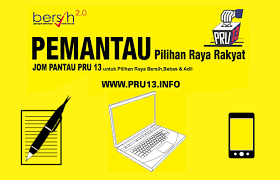 bersih 2.0
PRU 13
PEMANTAU Pilihan Raya Rakyat
JOM PANTAU PRU 13 untuk Pilihan Raya Bersih,Bebas & Adil
WWW.PRU13.INFO